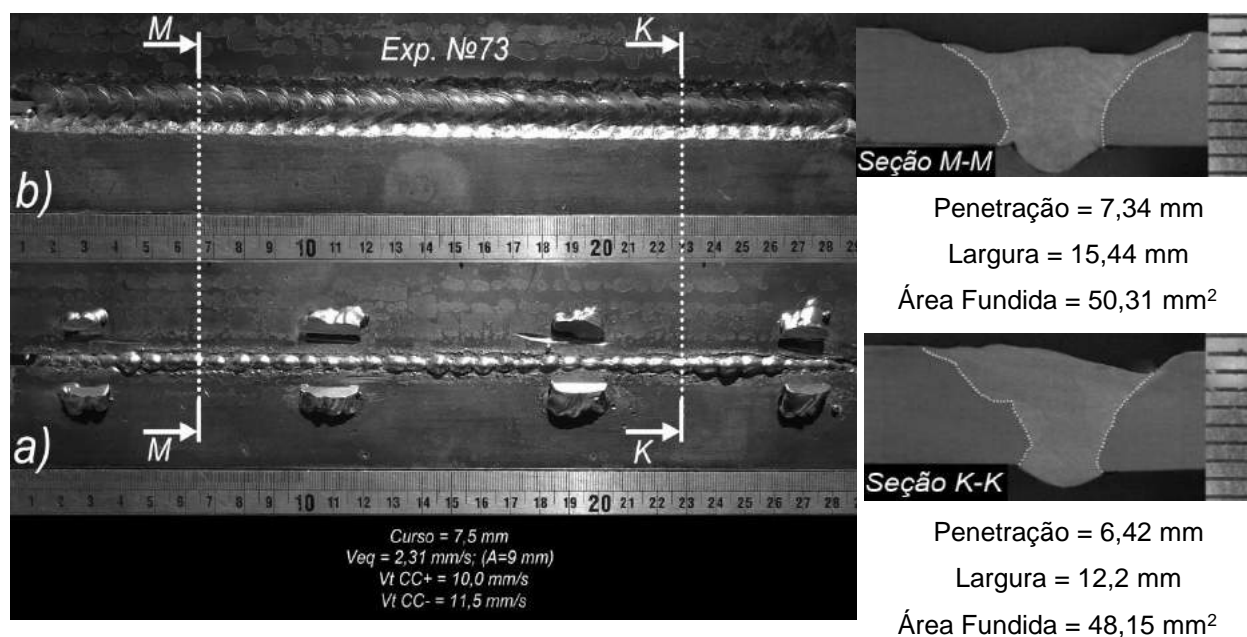 M
K
Exp. №73
b)
1 2 3 4 5 6 7 8 9 10 11 12 13 14 15 16 17 18 19 20 21 22 23 24 25 26 27 28 29
M
K
a)
1 2 3 4 5 6 7 8 9 10 11 12 13 14 15 16 17 18 19 20 21 22 23 24 25 26 27 28
Curso = 7,5 mm
Veq = 2,31 mm/s; (A=9 mm)
Vt CC+ = 10,0 mm/s
Vt CC- = 11,5 mm/s
Seção M-M
Penetração = 7,34 mm
Largura = 15,44 mm
Área Fundida = 50,31 mm²
Seção K-K
Penetração = 6,42 mm
Largura = 12,2 mm
Área Fundida = 48,15 mm²